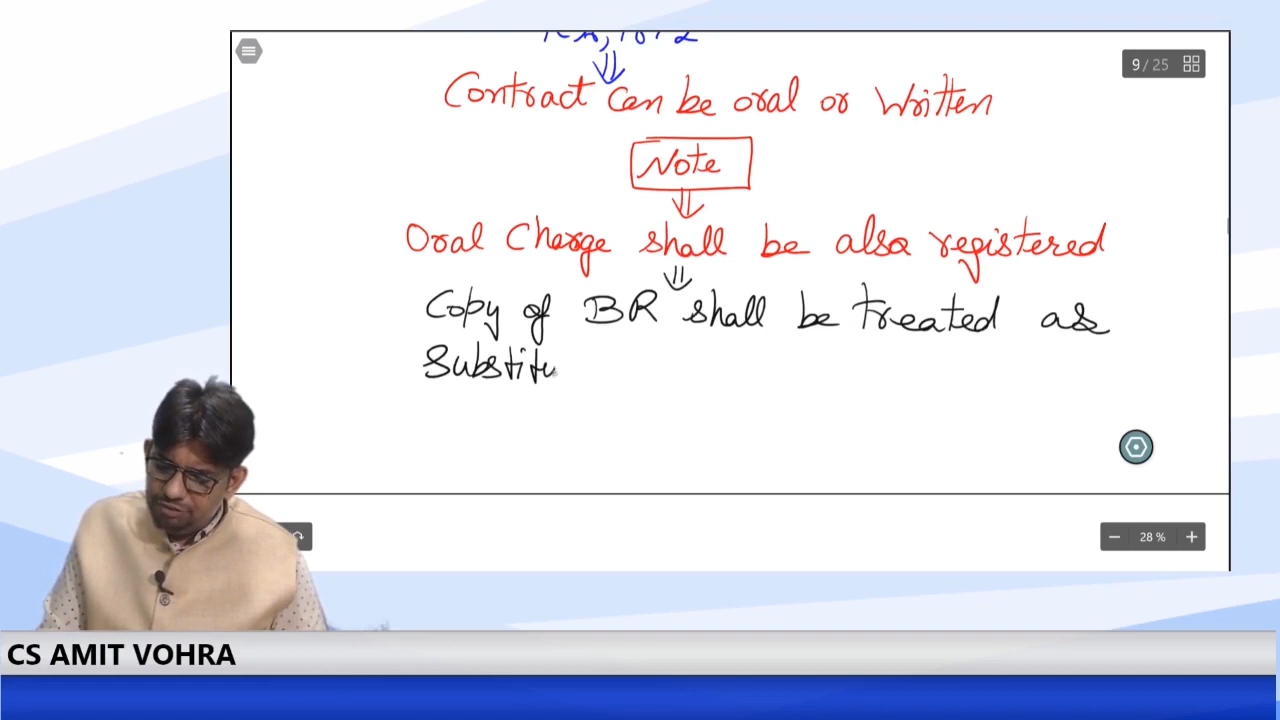 9 / 25
Contract can be oral or written
Note
Oral Charge shall be also registered
Copy of BR shall be treated as
Substitu
28 %
CS AMIT VOHRA